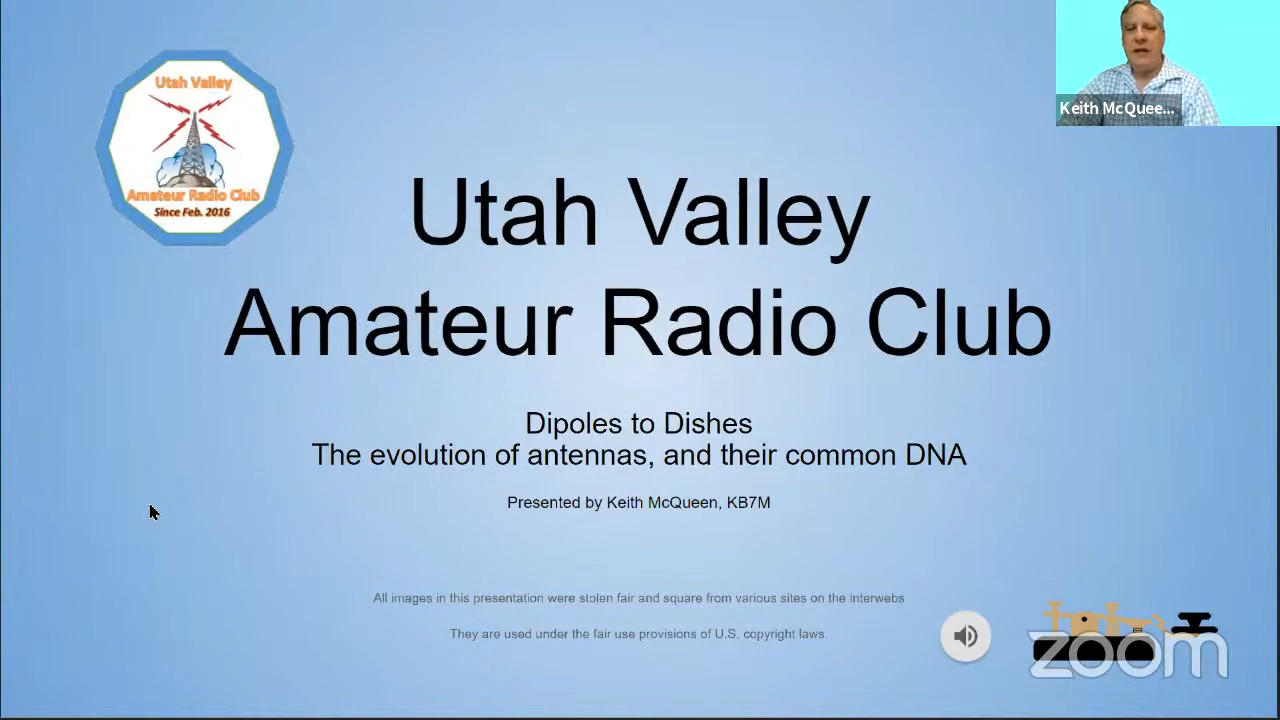 Utah Valley
Amateur Radio Club
Since Feb. 2016
Keith McQuee...
Utah Valley
Amateur Radio Club
Dipoles to Dishes
The evolution of antennas, and their common DNA
Presented by Keith McQueen, KB7M
All images in this presentation were stolen fair and square from various sites on the interwebs
They are used under the fair use provisions of U.S. copyright laws.
zoom